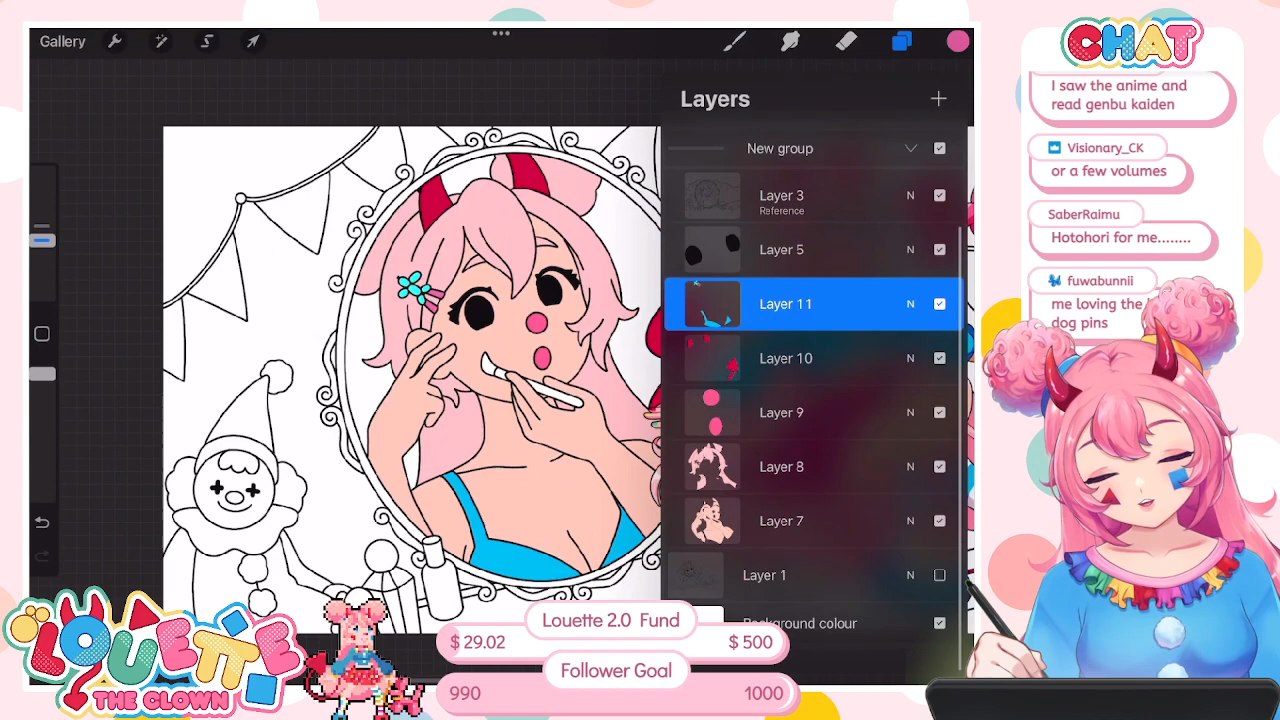 Gallery
Layers
New group
Layer 3
Reference
N
Layer 5
N
Layer 11
N
Layer 10
N
Layer 9
N
Layer 8
N
Layer 7
N
Layer 1
N
Background colour
CHAT
I saw the anime and
read genbu kaiden
Visionary_CK
or a few volumes
SaberRaimu
Hotohori for me........
fuwabunnii
me loving the
dog pins
LOUETTE
THE CLOWN
Louette 2.0 Fund
$ 29.02
$ 500
Follower Goal
990
1000